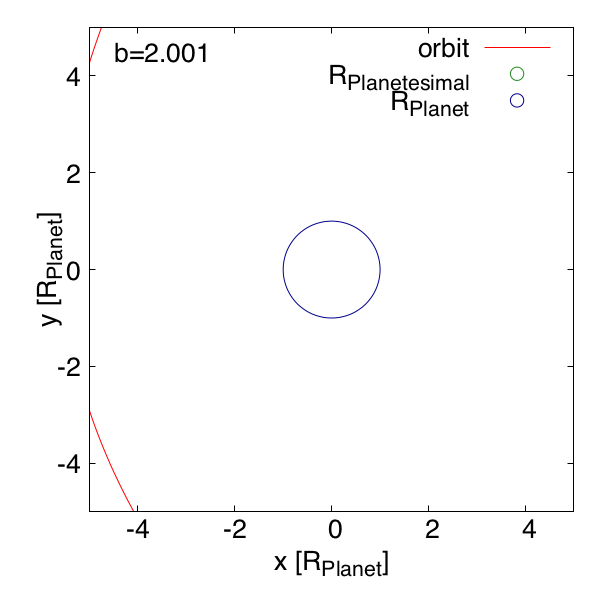 b=2.001
orbit
RPlanetesimal
RPlanet
y [RPlanet]
4
2
0
-2
-4
-4
-2
0
2
4
x [RPlanet]